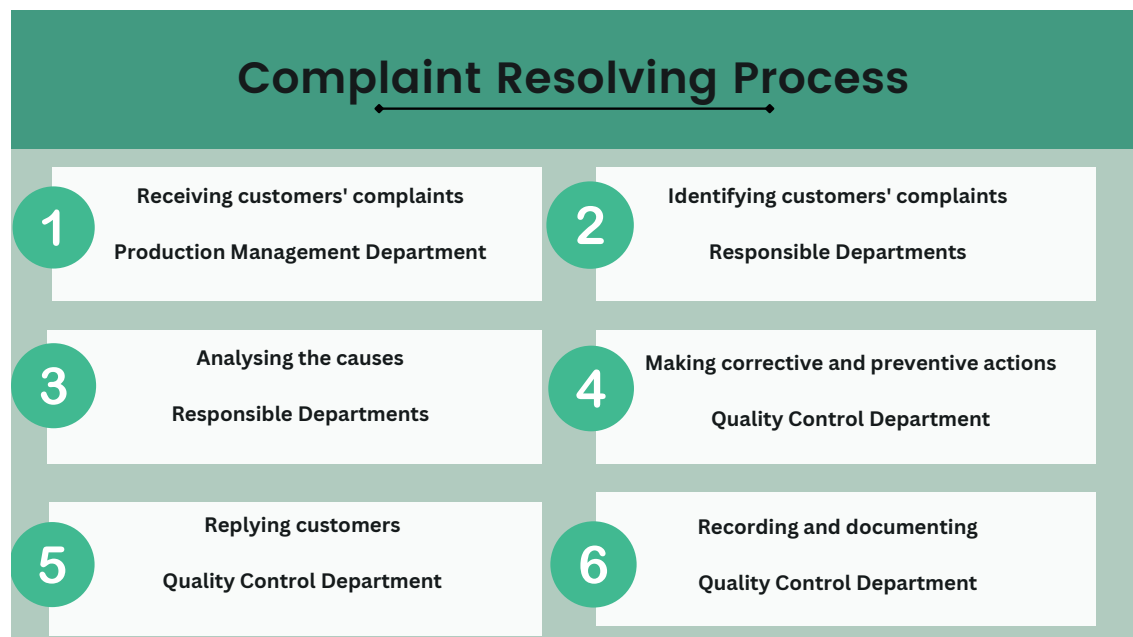 Complaint Resolving Process
1
Receiving customers' complaints
Production Management Department
2
Identifying customers' complaints
Responsible Departments
3
Analysing the causes
Responsible Departments
4
Making corrective and preventive actions
Quality Control Department
5
Replying customers
Quality Control Department
6
Recording and documenting
Quality Control Department